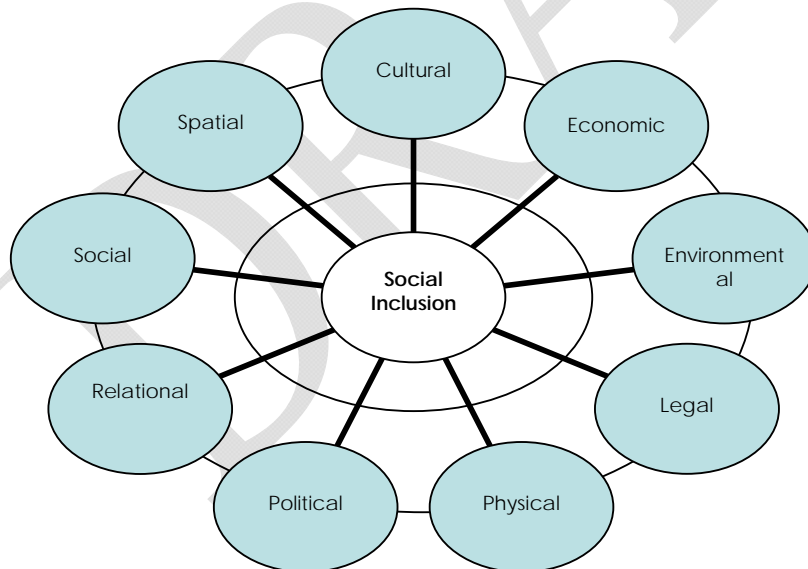 Cultural
Spatial
Economic
Social
Environment
al
Social
Inclusion
Relational
Legal
Political
Physical